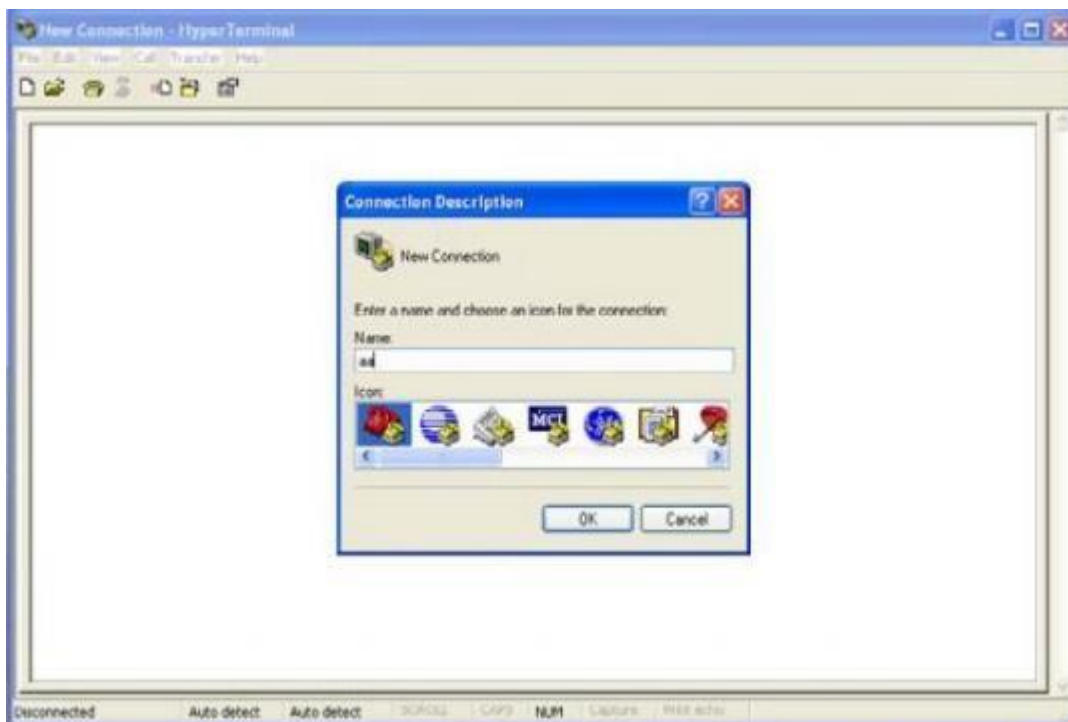 New Connection - HyperTerminal
File Edit View Call Transfer Help
Connection Description
New Connection
Enter a name and choose an icon for the connection:
Name:
aa
Icon:
MCI
OK Cancel
Disconnected Auto detect Auto detect SCROLL CAPS NUM Capture Print echo